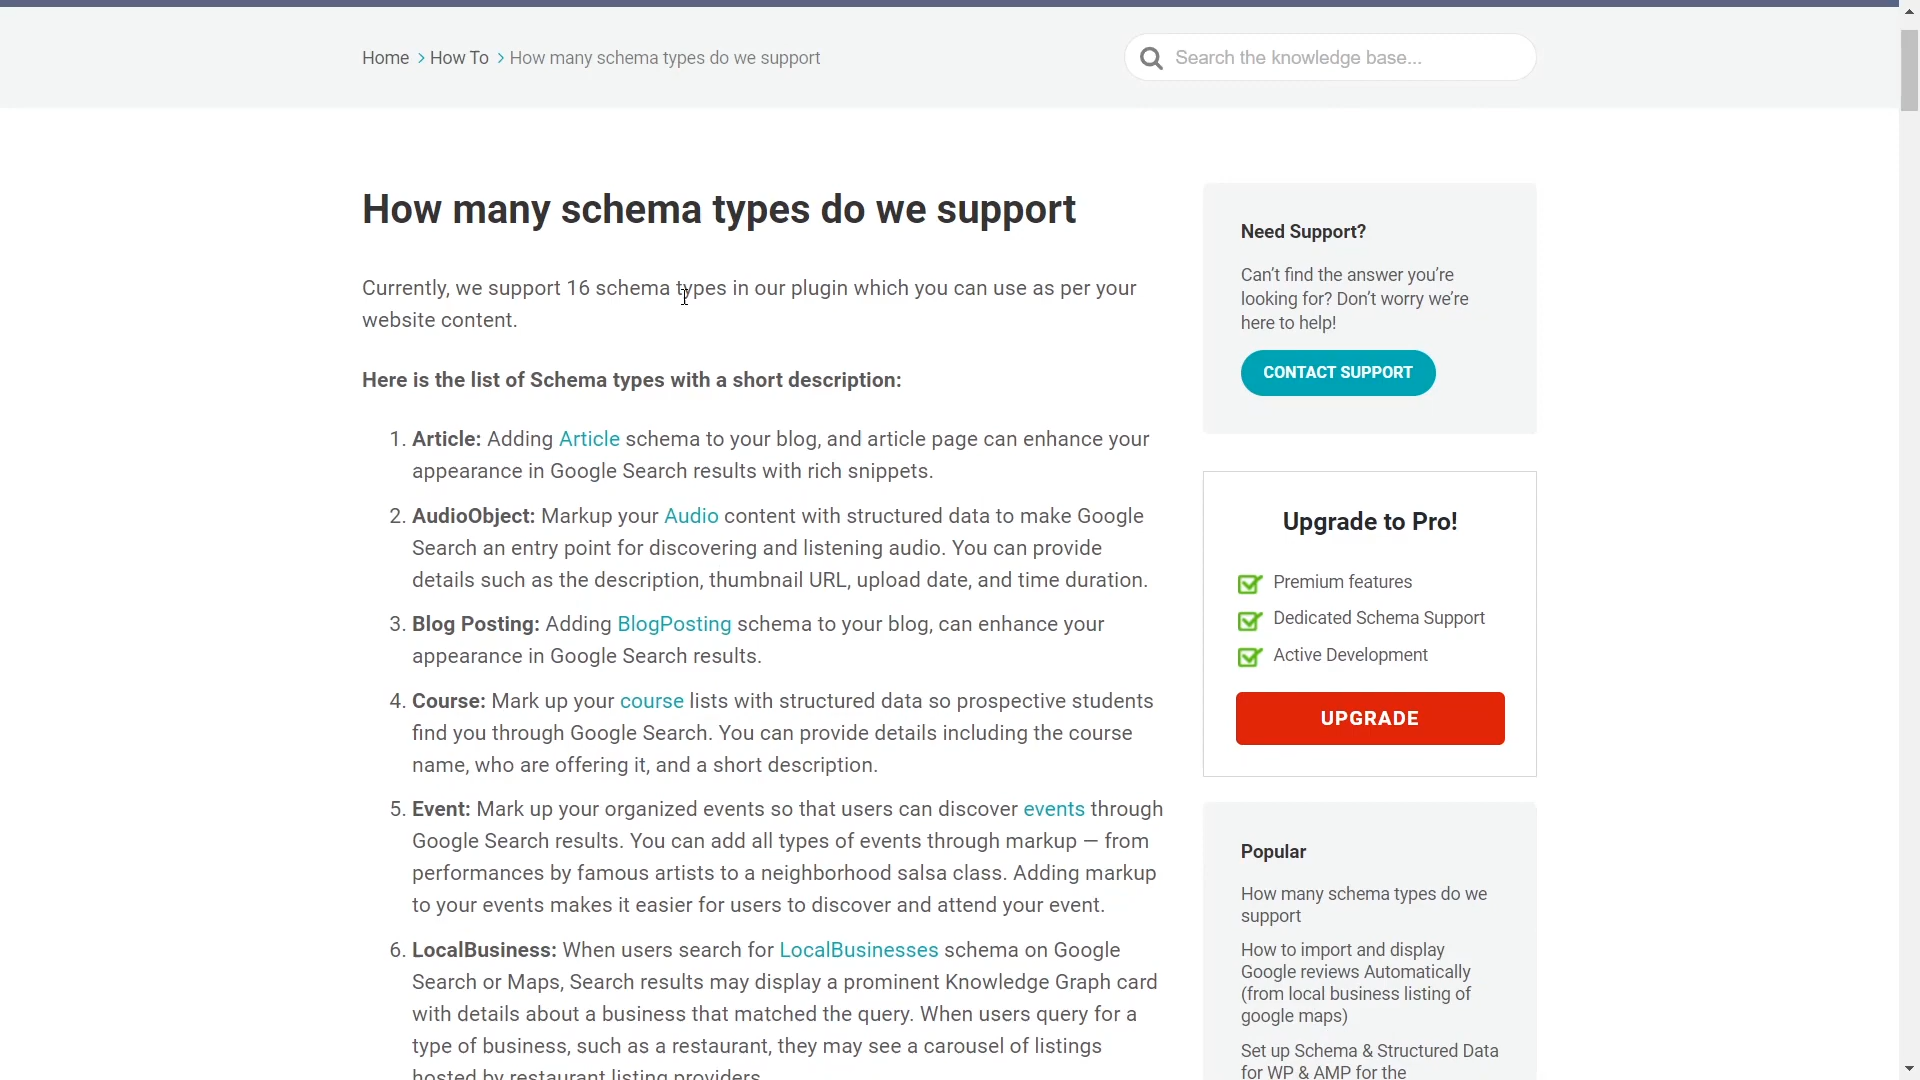 Home > How To > How many schema types do we support
Search the knowledge base...
How many schema types do we support
Currently, we support 16 schema types in our plugin which you can use as per your
website content.
Here is the list of Schema types with a short description:
1. Article: Adding Article schema to your blog, and article page can enhance your
appearance in Google Search results with rich snippets.
2. AudioObject: Markup your Audio content with structured data to make Google
Search an entry point for discovering and listening audio. You can provide
details such as the description, thumbnail URL, upload date, and time duration.
3. Blog Posting: Adding BlogPosting schema to your blog, can enhance your
appearance in Google Search results.
4. Course: Mark up your course lists with structured data so prospective students
find you through Google Search. You can provide details including the course
name, who are offering it, and a short description.
5. Event: Mark up your organized events so that users can discover events through
Google Search results. You can add all types of events through markup — from
performances by famous artists to a neighborhood salsa class. Adding markup
to your events makes it easier for users to discover and attend your event.
6. LocalBusiness: When users search for LocalBusinesses schema on Google
Search or Maps, Search results may display a prominent Knowledge Graph card
with details about a business that matched the query. When users query for a
type of business, such as a restaurant, they may see a carousel of listings
hosted by restaurant listing providers.
Need Support?
Can't find the answer you're
looking for? Don't worry we're
here to help!
CONTACT SUPPORT
Upgrade to Pro!
Premium features
Dedicated Schema Support
Active Development
UPGRADE
Popular
How many schema types do we
support
How to import and display
Google reviews Automatically
(from local business listing of
google maps)
Set up Schema & Structured Data
for WP & AMP for the